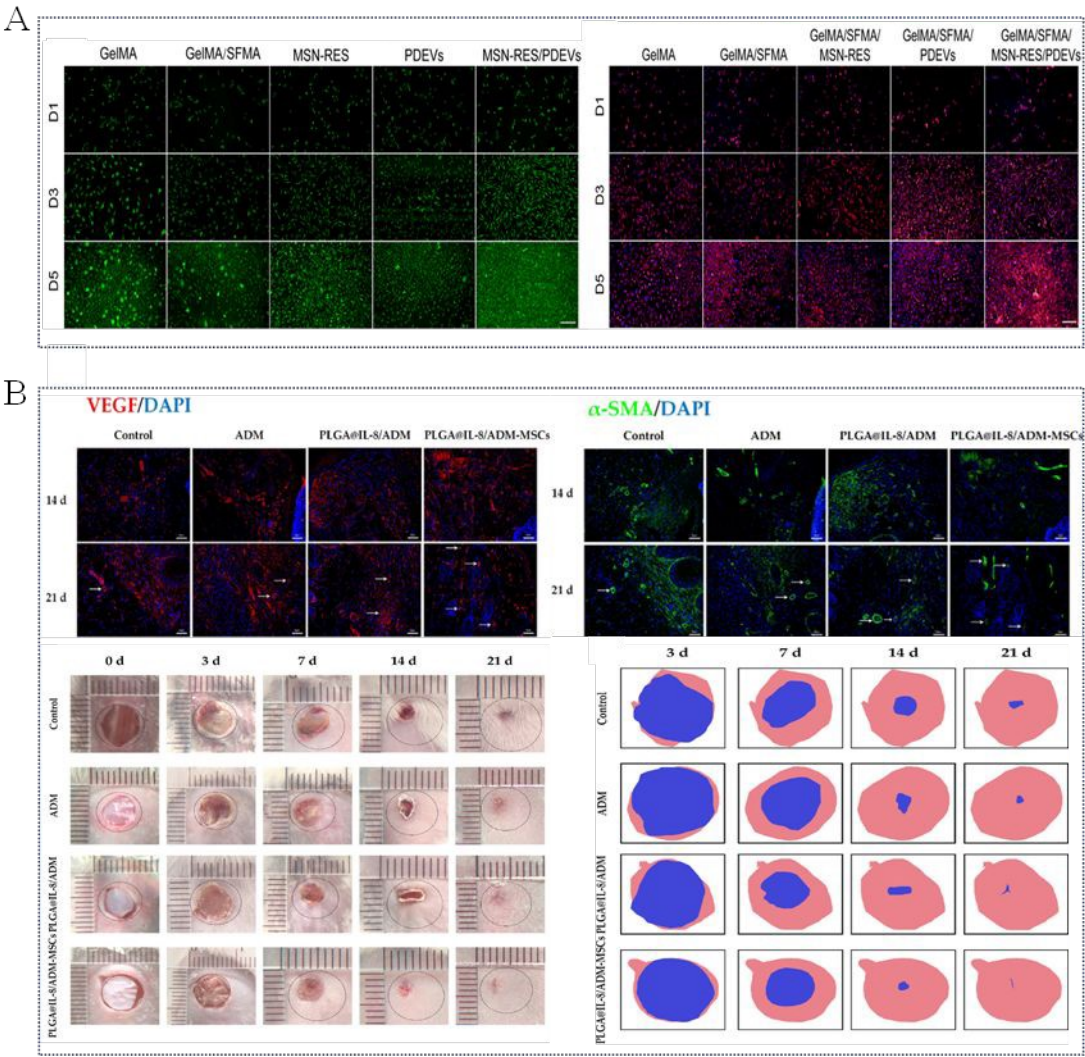 A
GelMA GelMA/SFMA MSN-RES PDEVs MSN-RES/PDEVs
D1
D3
D5
GelMA GelMA/SFMA GelMA/SFMA/ MSN-RES GelMA/SFMA/ PDEVs GelMA/SFMA/ MSN-RES/PDEVs
D1
D3
D5
B
VEGF/DAPI
Control ADM PLGA@IL-8/ADM PLGA@IL-8/ADM-MSCs
14 d
21 d
α-SMA/DAPI
Control ADM PLGA@IL-8/ADM PLGA@IL-8/ADM-MSCs
14 d
21 d
0 d 3 d 7 d 14 d 21 d
Control
ADM
PLGA@IL-8/ADM
PLGA@IL-8/ADM-MSCs
3 d 7 d 14 d 21 d
Control
ADM
PLGA@IL-8/ADM
PLGA@IL-8/ADM-MSCs